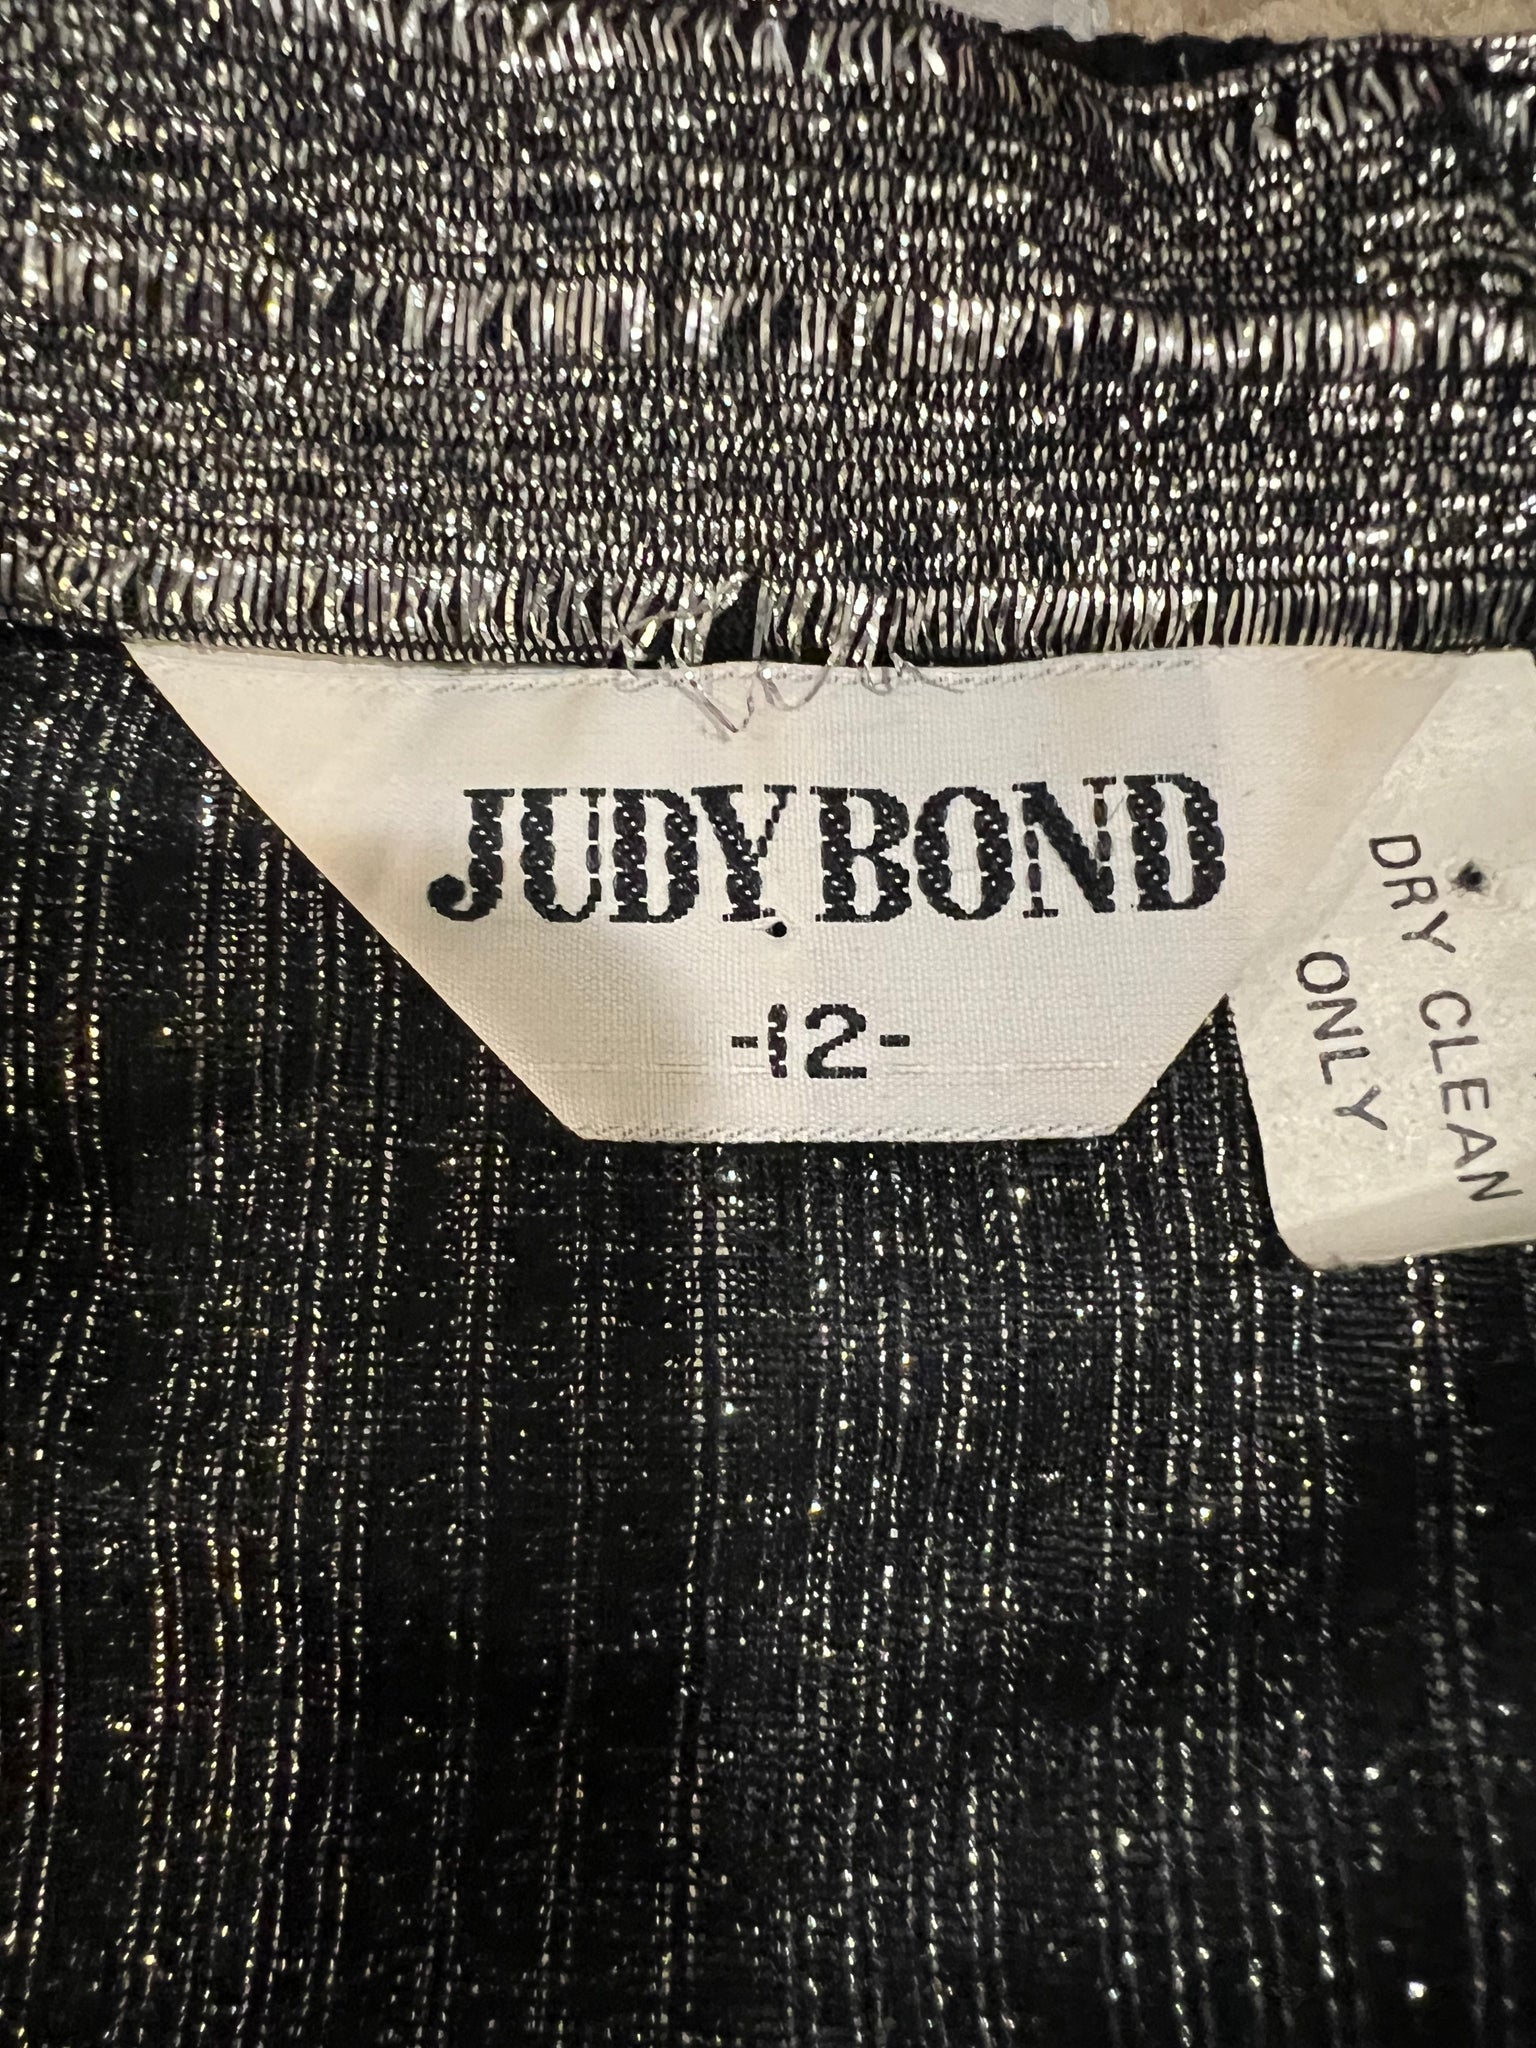 JUDY BOND
-12-
DRY CLEAN
ONLY